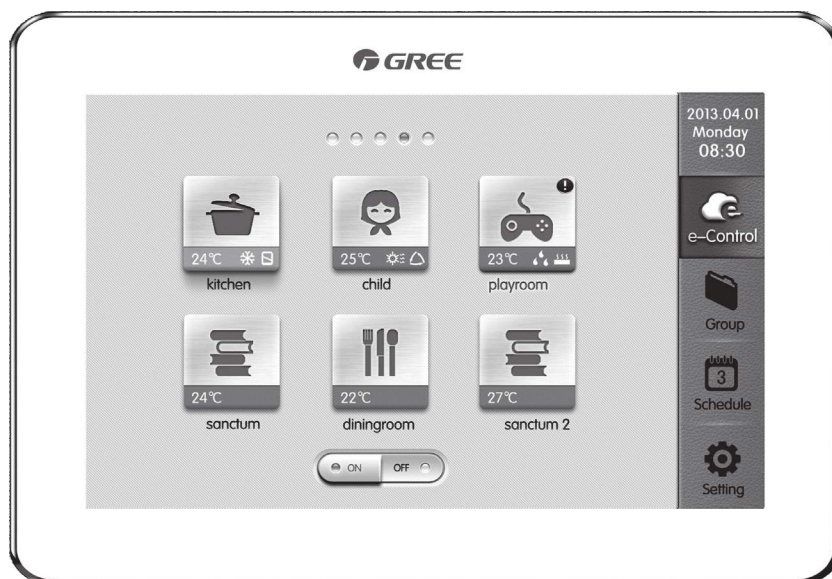 GREE
2013.04.01
Monday
08:30
e-Control
Group
3
Schedule
Setting
24℃
kitchen
25℃
child
23℃
playroom
24℃
sanctum
22℃
diningroom
27℃
sanctum 2
ON OFF